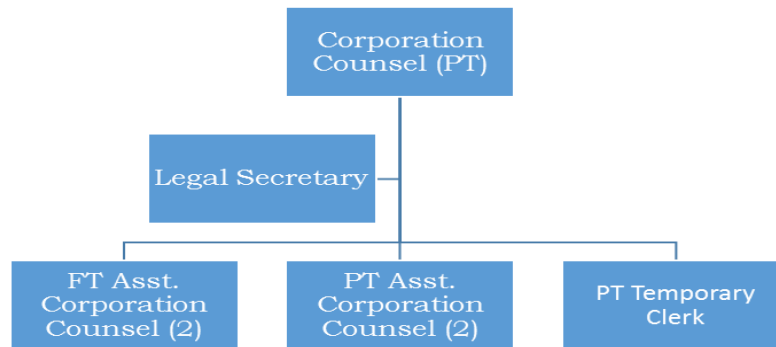 Corporation
Counsel (PT)
Legal Secretary
FT Asst.
Corporation
Counsel (2)
PT Asst.
Corporation
Counsel (2)
PT Temporary
Clerk